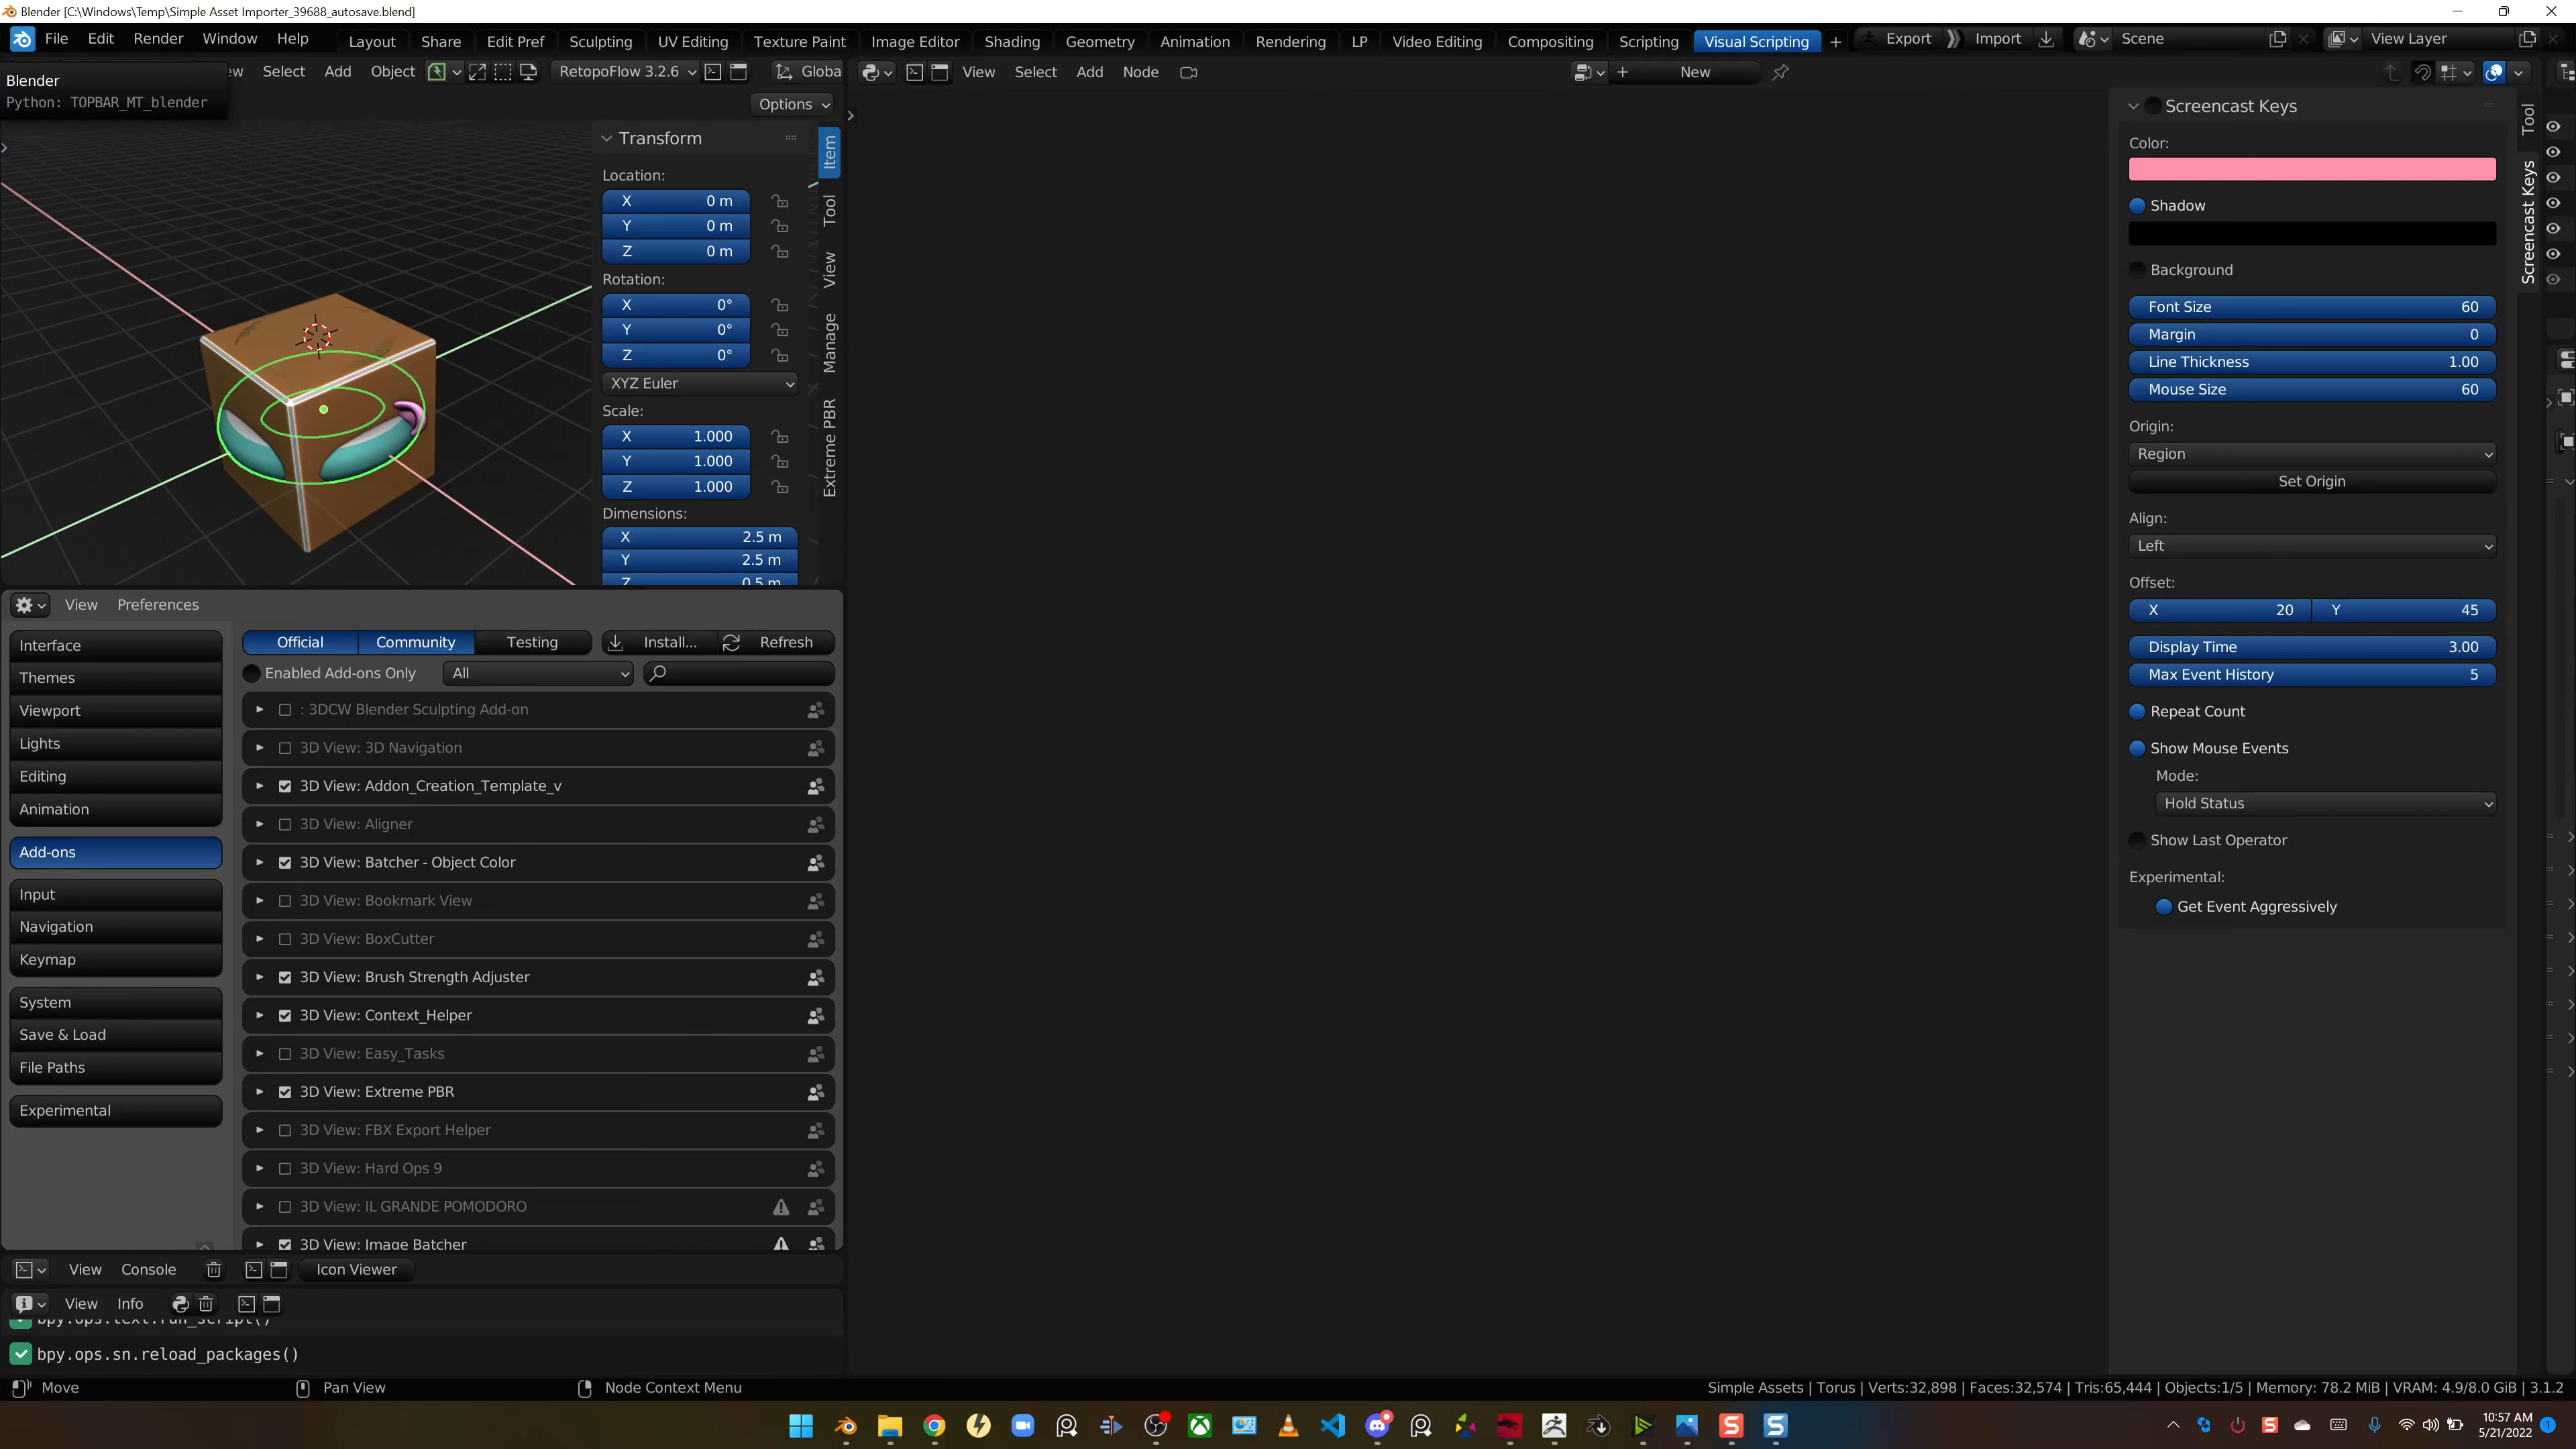 Blender [C:\Windows\Temp\Simple Asset Importer_39688_autosave.blend]
File Edit Render Window Help Layout Share Edit Pref Sculpting UV Editing Texture Paint Image Editor Shading Geometry Animation Rendering LP Video Editing Compositing Scripting Visual Scripting Export Import Scene View Layer
Blender
Python: TOPBAR_MT_blender
ew Select Add Object RetopoFlow 3.2.6 Globa
View Select Add Node New
Options
Transform
Location:
X 0 m
Y 0 m
Z 0 m
Rotation:
X 0°
Y 0°
Z 0°
XYZ Euler
Scale:
X 1.000
Y 1.000
Z 1.000
Dimensions:
X 2.5 m
Y 2.5 m
Z 0.5 m
Item
Tool
View
Manage
Extreme PBR
View Preferences
Interface
Themes
Viewport
Lights
Editing
Animation
Add-ons
Input
Navigation
Keymap
System
Save & Load
File Paths
Experimental
Official Community Testing Install... Refresh
Enabled Add-ons Only All
: 3DCW Blender Sculpting Add-on
3D View: 3D Navigation
3D View: Addon_Creation_Template_v
3D View: Aligner
3D View: Batcher - Object Color
3D View: Bookmark View
3D View: BoxCutter
3D View: Brush Strength Adjuster
3D View: Context_Helper
3D View: Easy_Tasks
3D View: Extreme PBR
3D View: FBX Export Helper
3D View: Hard Ops 9
3D View: IL GRANDE POMODORO
3D View: Image Batcher
View Console Icon Viewer
View Info
bpy.ops.text.run_script()
bpy.ops.sn.reload_packages()
Screencast Keys
Color:
Shadow
Background
Font Size 60
Margin 0
Line Thickness 1.00
Mouse Size 60
Origin:
Region
Set Origin
Align:
Left
Offset:
X 20 Y 45
Display Time 3.00
Max Event History 5
Repeat Count
Show Mouse Events
Mode:
Hold Status
Show Last Operator
Experimental:
Get Event Aggressively
Tool
Screencast Keys
Move Pan View Node Context Menu
Simple Assets | Torus | Verts:32,898 | Faces:32,574 | Tris:65,444 | Objects:1/5 | Memory: 78.2 MiB | VRAM: 4.9/8.0 GiB | 3.1.2
10:57 AM
5/21/2022
1